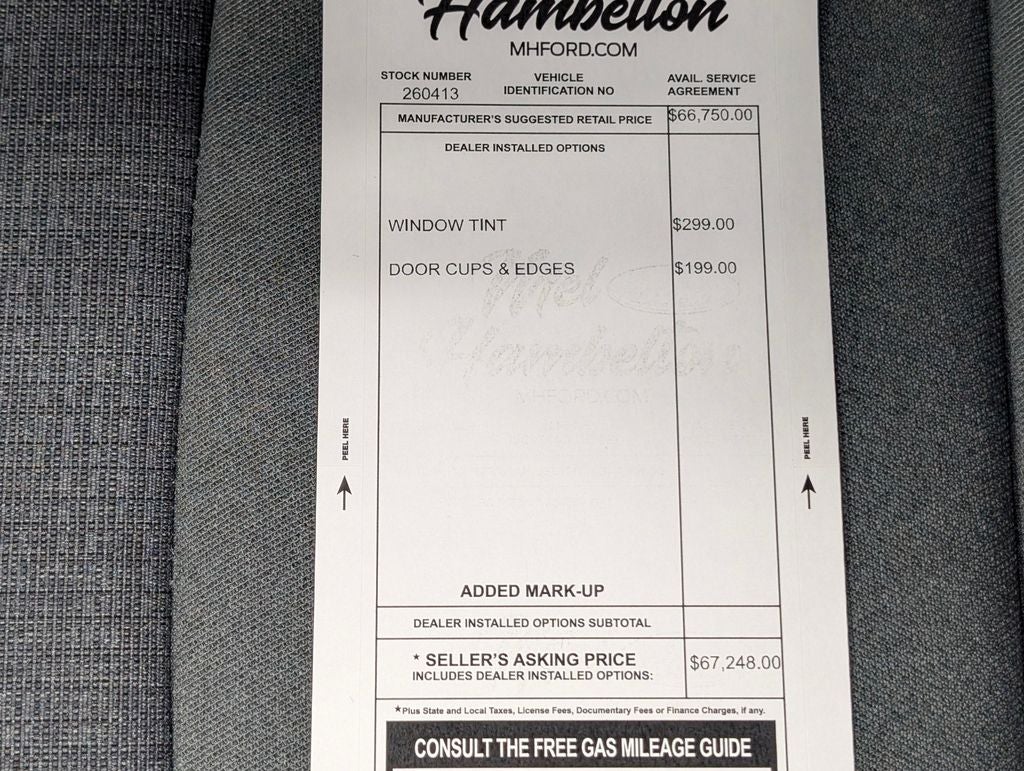 Hambelton
MHFORD.COM
STOCK NUMBER
260413
VEHICLE
IDENTIFICATION NO
AVAIL. SERVICE
AGREEMENT
MANUFACTURER'S SUGGESTED RETAIL PRICE $66,750.00
DEALER INSTALLED OPTIONS
WINDOW TINT $299.00
DOOR CUPS & EDGES $199.00
Mel
Hambelton
MHFORD.COM
PEEL HERE
PEEL HERE
ADDED MARK-UP
DEALER INSTALLED OPTIONS SUBTOTAL
* SELLER'S ASKING PRICE $67,248.00
INCLUDES DEALER INSTALLED OPTIONS:
*Plus State and Local Taxes, License Fees, Documentary Fees or Finance Charges, if any.
CONSULT THE FREE GAS MILEAGE GUIDE